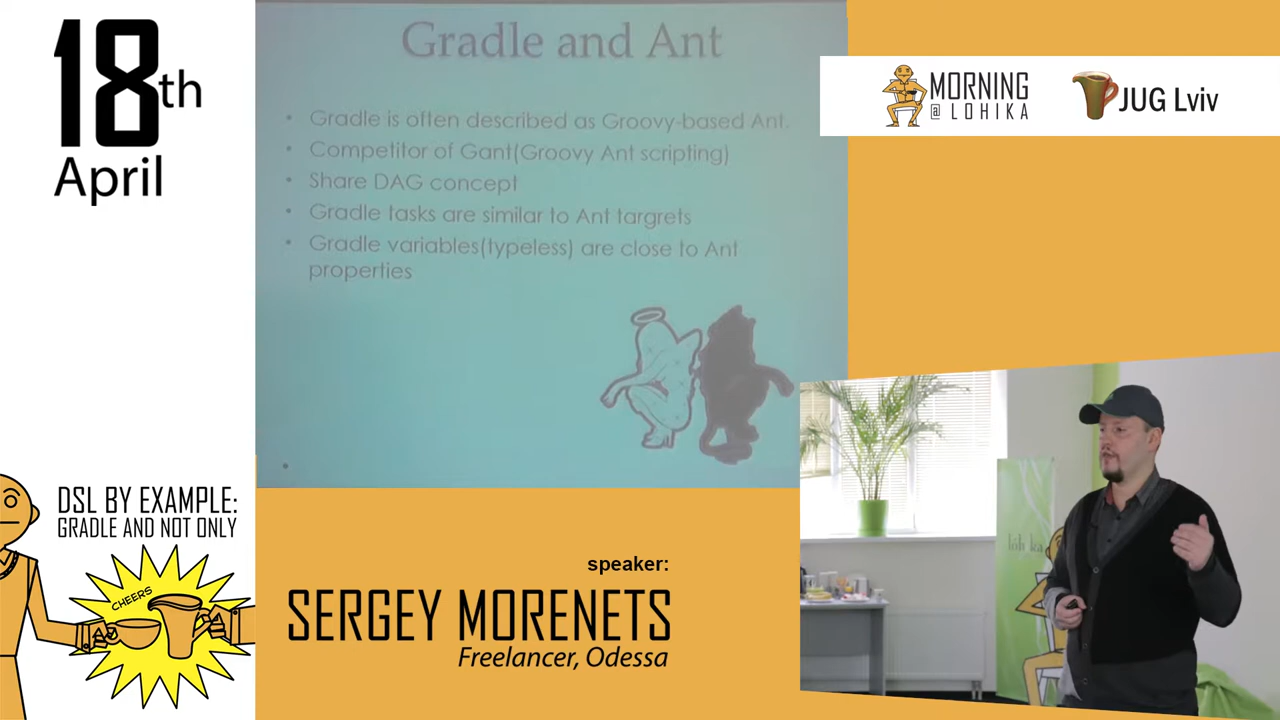 18th
April
Gradle and Ant
• Gradle is often described as Groovy-based Ant.
• Competitor of Gant(Groovy Ant scripting)
• Share DAG concept
• Gradle tasks are similar to Ant targrets
• Gradle variables(typeless) are close to Ant
properties
MORNING
@ LOHIKA
JUG Lviv
DSL BY EXAMPLE:
GRADLE AND NOT ONLY
CHEERS
speaker:
SERGEY MORENETS
Freelancer, Odessa